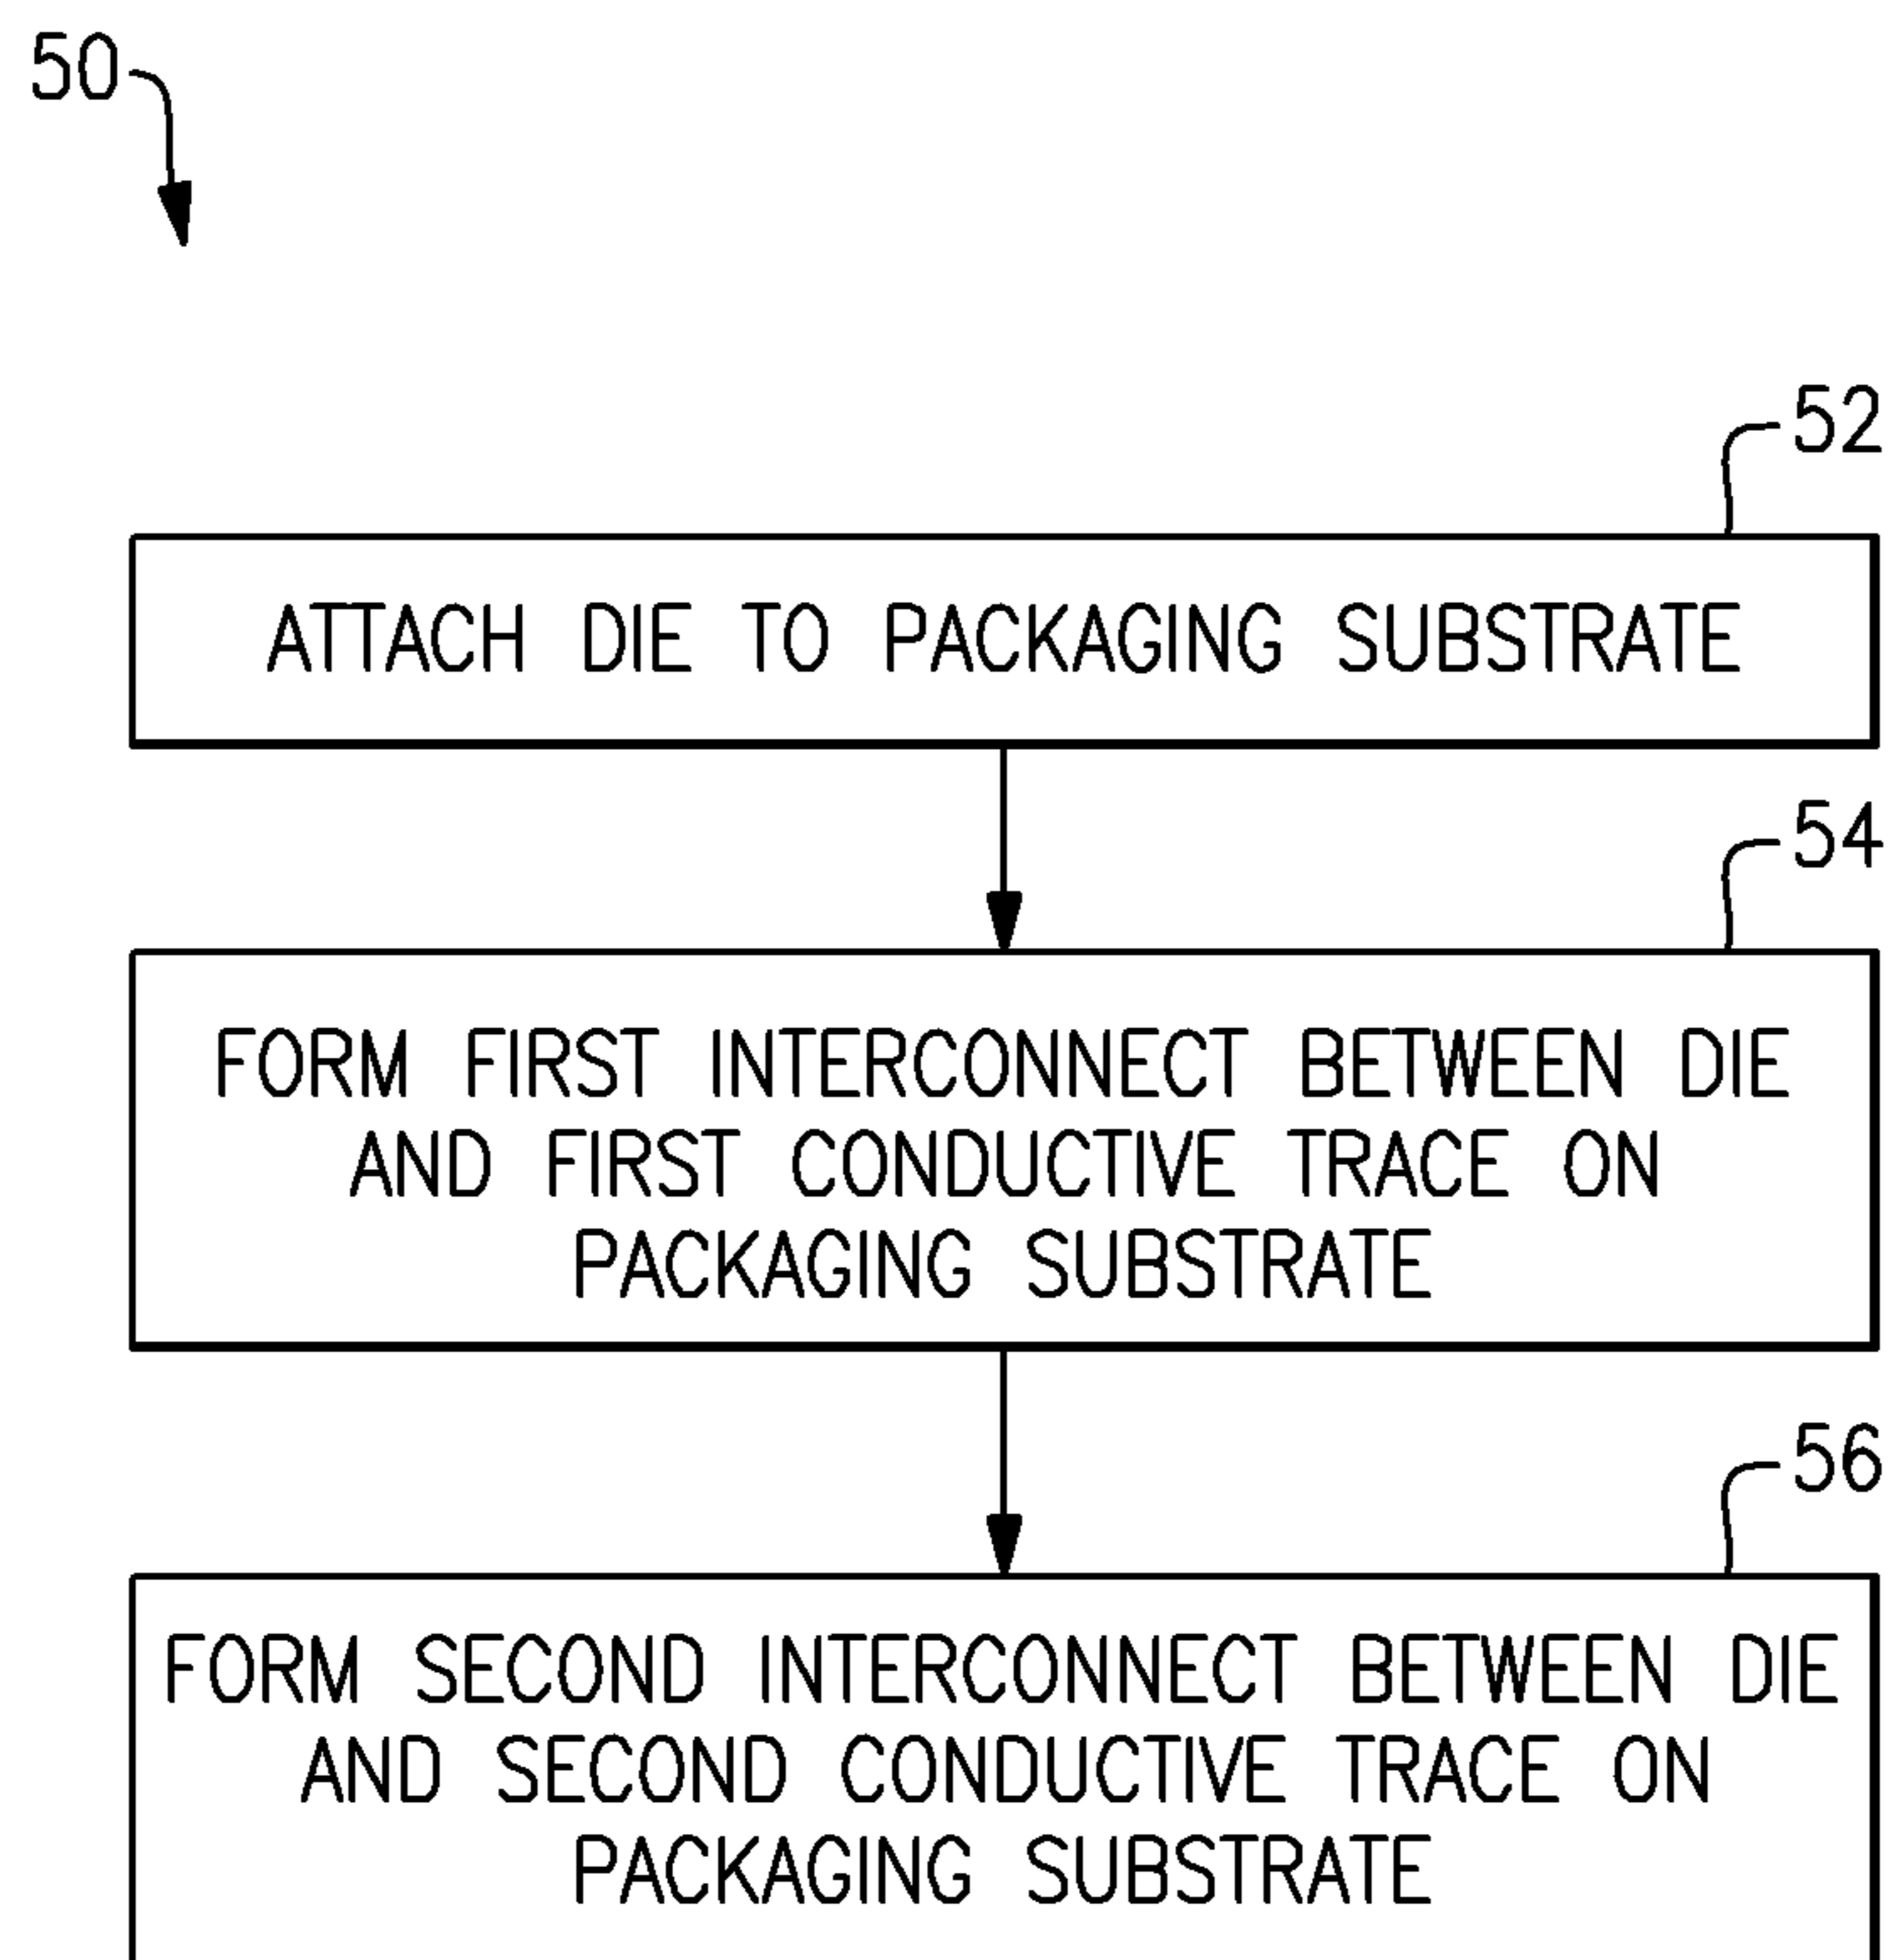 50
52
ATTACH DIE TO PACKAGING SUBSTRATE
54
FORM FIRST INTERCONNECT BETWEEN DIE
AND FIRST CONDUCTIVE TRACE ON
PACKAGING SUBSTRATE
56
FORM SECOND INTERCONNECT BETWEEN DIE
AND SECOND CONDUCTIVE TRACE ON
PACKAGING SUBSTRATE